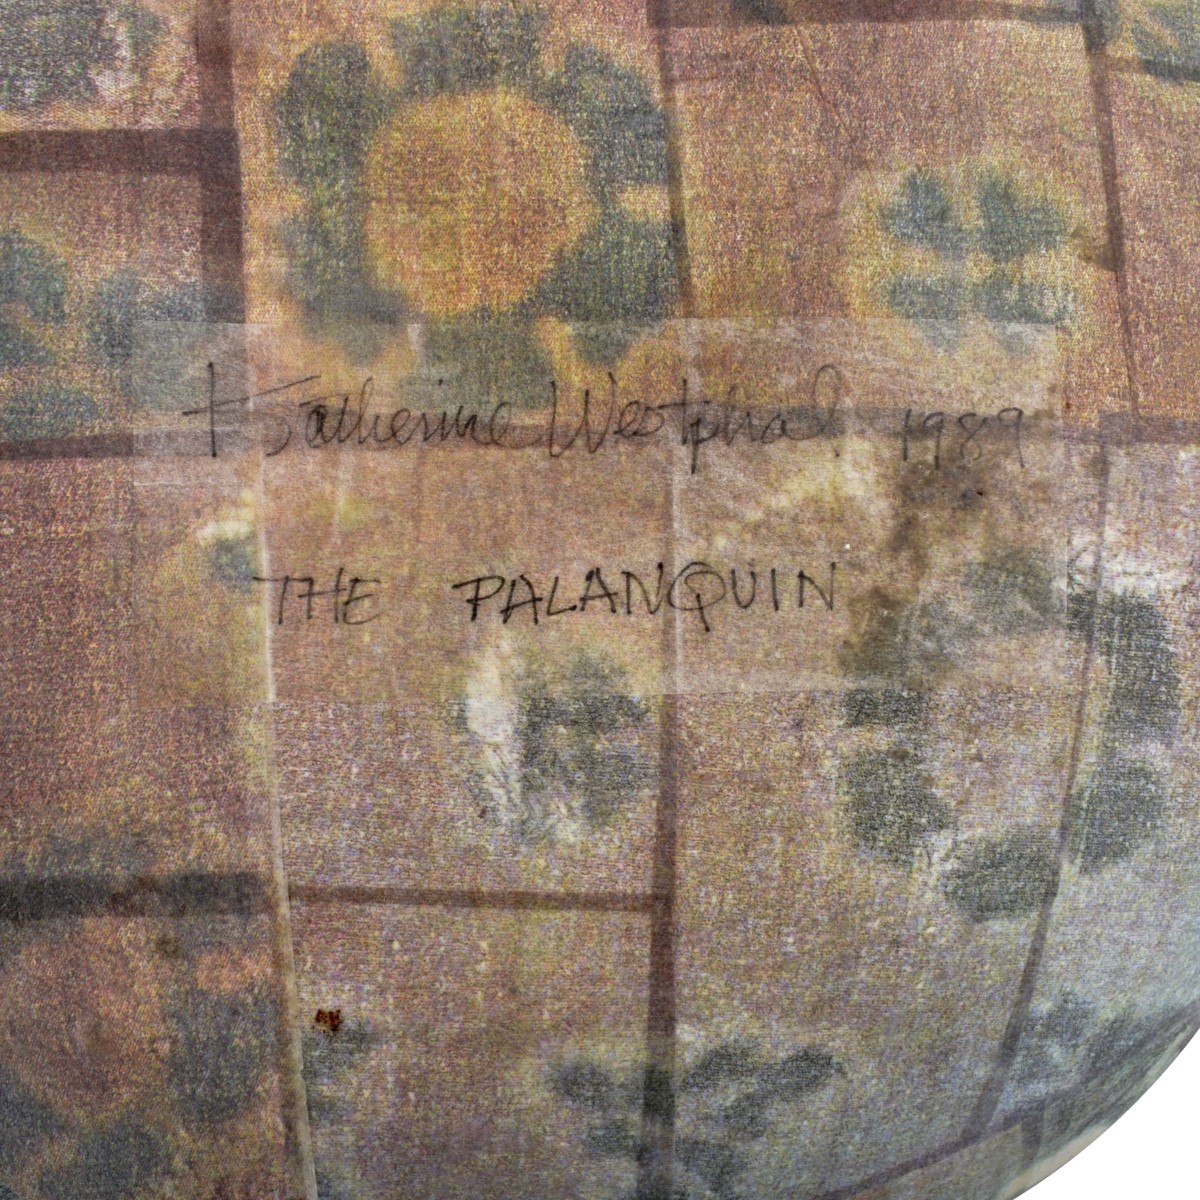 Katherine Westphal 1989
THE PALANQUIN